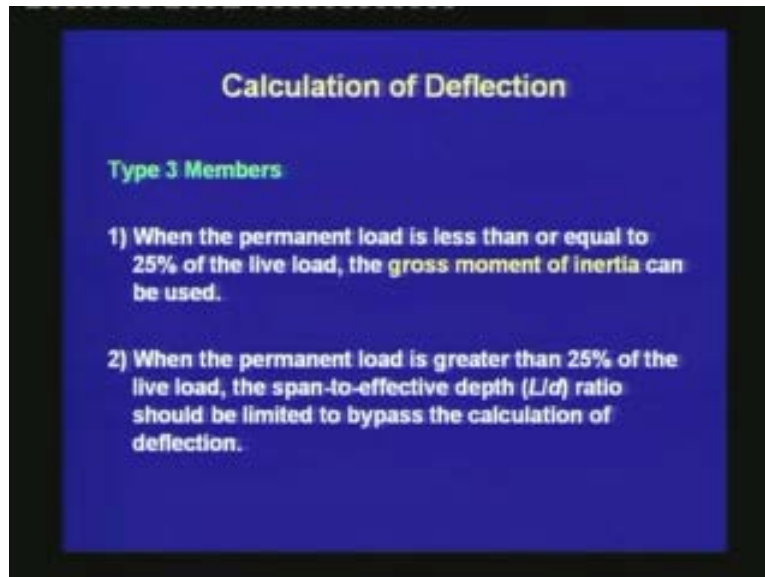 Calculation of Deflection
Type 3 Members
1) When the permanent load is less than or equal to
25% of the live load, the gross moment of inertia can
be used.
2) When the permanent load is greater than 25% of the
live load, the span-to-effective depth (L/d) ratio
should be limited to bypass the calculation of
deflection.